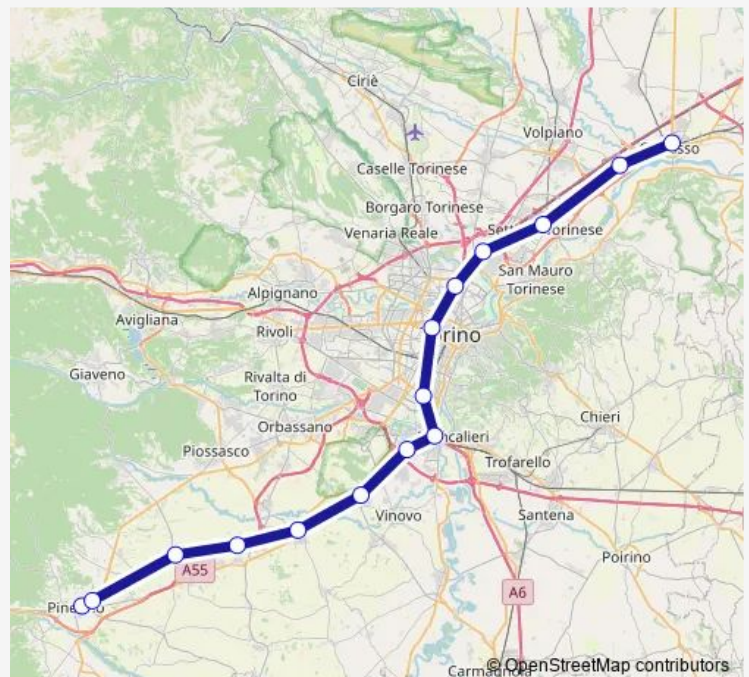 Ciriè
Volpiano
Caselle Torinese
Borgaro Torinese
Venaria Reale
San Mauro
Torinese
Alpignano
Avigliana
Rivoli
Giaveno
Rivalta di
Torino
Orbassano
Chieri
Piossasco
Trofarello
Vinovo
Santena
Poirino
A55
A6
© OpenStreetMap contributors